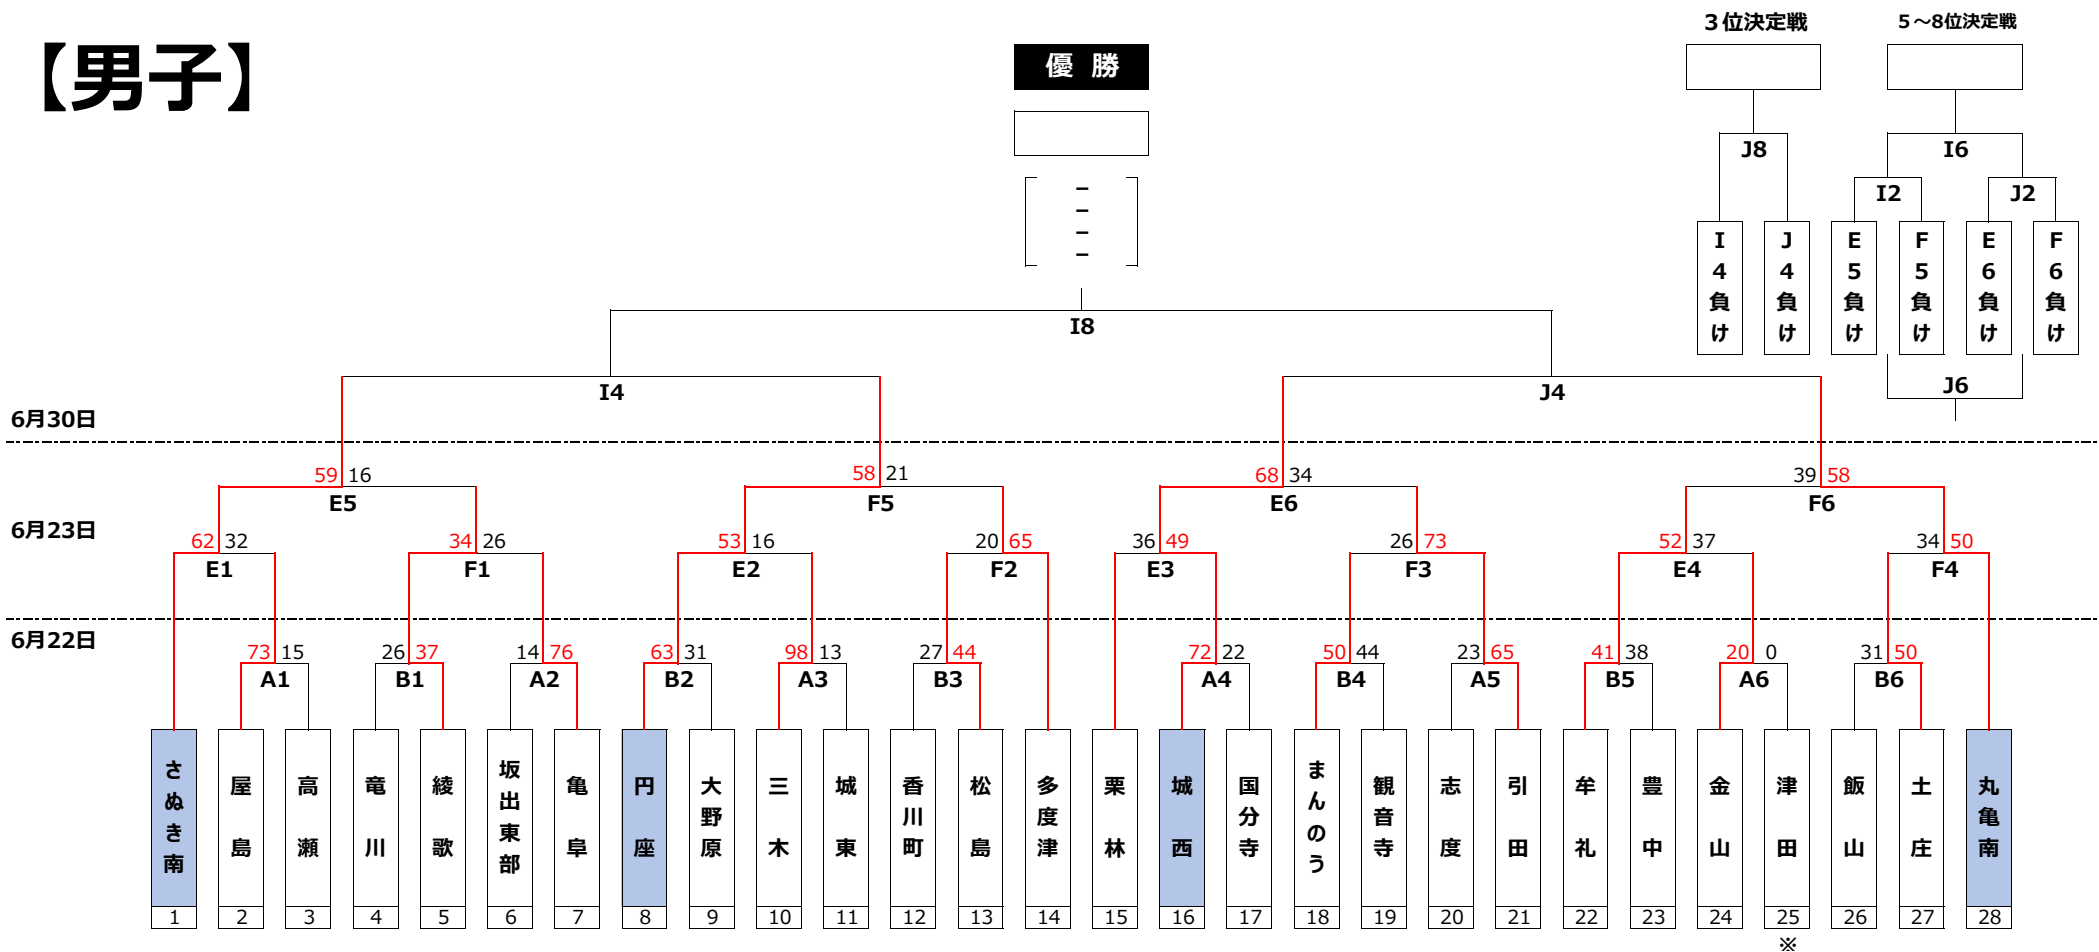 【男子】
優 勝
３位決定戦
5～8位決定戦
J8
I6
I2
J2
I4負け
J4負け
E5負け
F5負け
E6負け
F6負け
J6
–
–
–
–
I8
I4
J4
6月30日
59 16
58 21
68 34
39 58
E5
F5
E6
F6
6月23日
62 32
34 26
53 16
20 65
36 49
26 73
52 37
34 50
E1
F1
E2
F2
E3
F3
E4
F4
6月22日
73 15
26 37
14 76
63 31
98 13
27 44
72 22
50 44
23 65
41 38
20 0
31 50
A1
B1
A2
B2
A3
B3
A4
B4
A5
B5
A6
B6
さぬき南
屋島
高瀬
竜川
綾歌
坂出東部
亀阜
円座
大野原
三木
城東
香川町
松島
多度津
栗林
城西
国分寺
まんのう
観音寺
志度
引田
牟礼
豊中
金山
津田
飯山
土庄
丸亀南
1 2 3 4 5 6 7 8 9 10 11 12 13 14 15 16 17 18 19 20 21 22 23 24 25 26 27 28
※